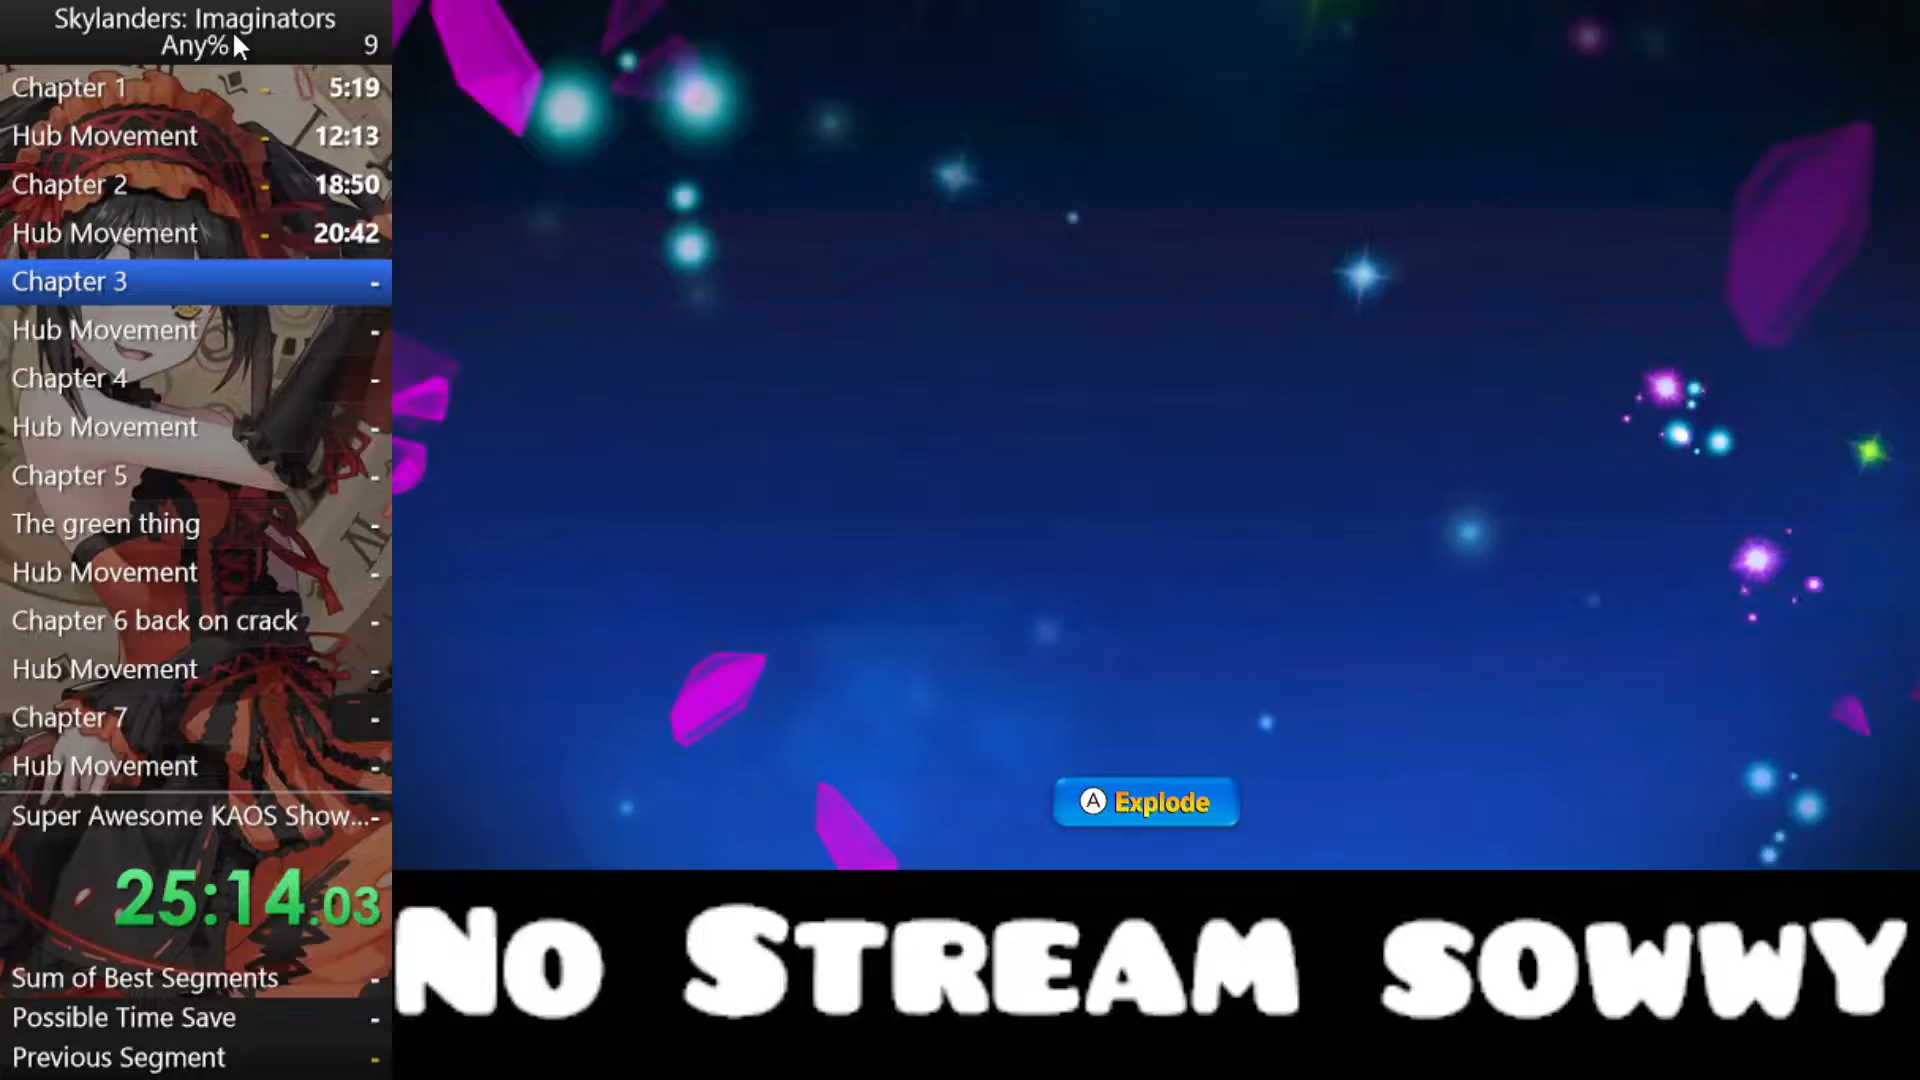 Skylanders: Imaginators
Any% 9
Chapter 1 - 5:19
Hub Movement - 12:13
Chapter 2 - 18:50
Hub Movement - 20:42
Chapter 3 -
Hub Movement -
Chapter 4 -
Hub Movement -
Chapter 5 -
The green thing -
Hub Movement -
Chapter 6 back on crack -
Hub Movement -
Chapter 7 -
Hub Movement -
Super Awesome KAOS Show...-
25:14.03
Sum of Best Segments -
Possible Time Save -
Previous Segment -
A Explode
No Stream sowwy